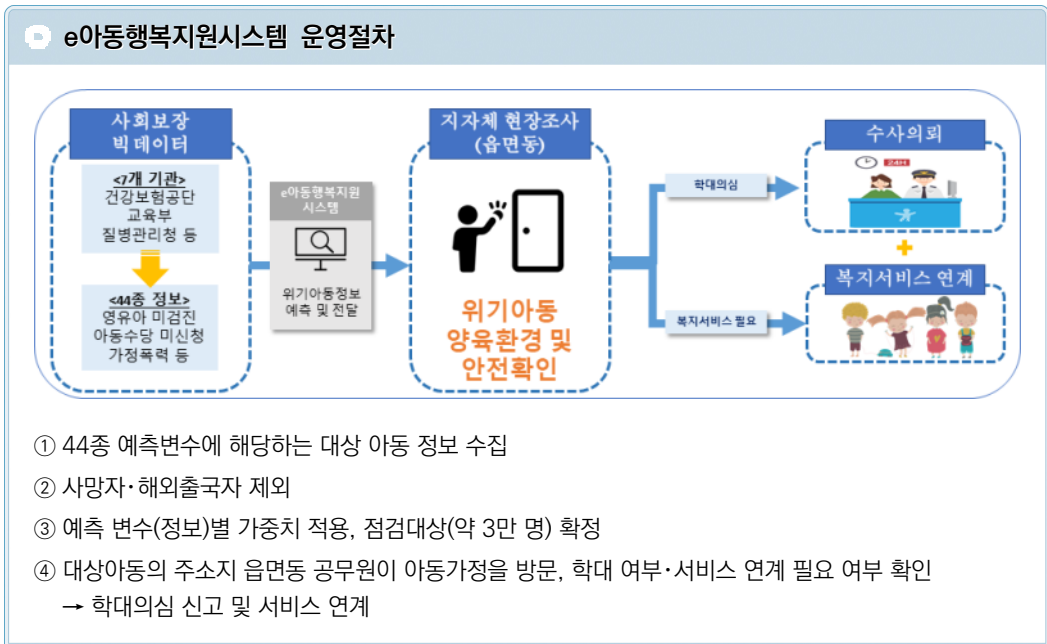 e아동행복지원시스템 운영절차
사회보장
빅데이터
<7개 기관>
건강보험공단
교육부
질병관리청 등
<44종 정보>
영유아 미검진
아동수당 미신청
가정폭력 등
e아동행복지원
시스템
위기아동정보
예측 및 전달
지자체 현장조사
(읍면동)
위기아동
양육환경 및
안전확인
학대의심
복지서비스 필요
수사의뢰
24H
복지서비스 연계
① 44종 예측변수에 해당하는 대상 아동 정보 수집
② 사망자·해외출국자 제외
③ 예측 변수(정보)별 가중치 적용, 점검대상(약 3만 명) 확정
④ 대상아동의 주소지 읍면동 공무원이 아동가정을 방문, 학대 여부·서비스 연계 필요 여부 확인
→ 학대의심 신고 및 서비스 연계